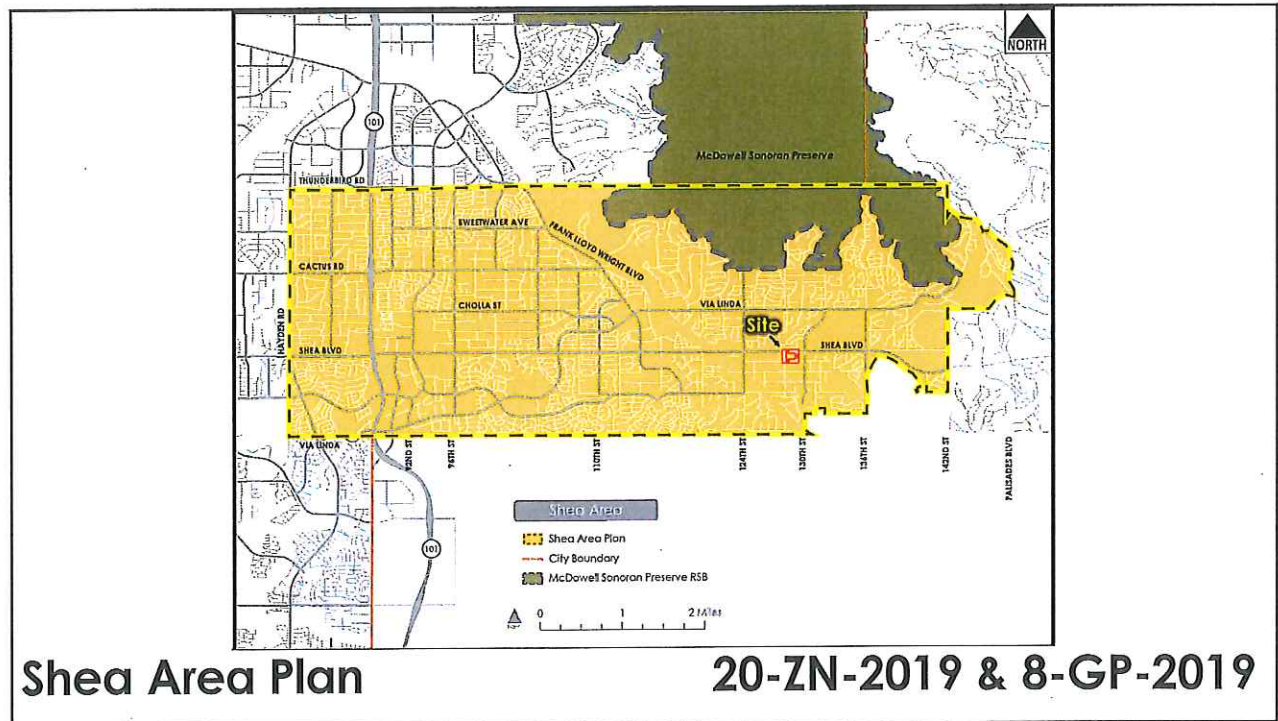 NORTH
101
McDowell Sonoran Preserve
THUNDERBIRD RD
SWEETWATER AVE
FRANK LLOYD WRIGHT BLVD
CACTUS RD
CHOLLA ST
VIA LINDA
HAYDEN RD
Site
SHEA BLVD
SHEA BLVD
VIA LINDA
92ND ST
96TH ST
110TH ST
124TH ST
130TH ST
136TH ST
142ND ST
PALISADES BLVD
Shea Area
Shea Area Plan
City Boundary
McDowell Sonoran Preserve RSB
101
0 1 2 Miles
Shea Area Plan
20-ZN-2019 & 8-GP-2019